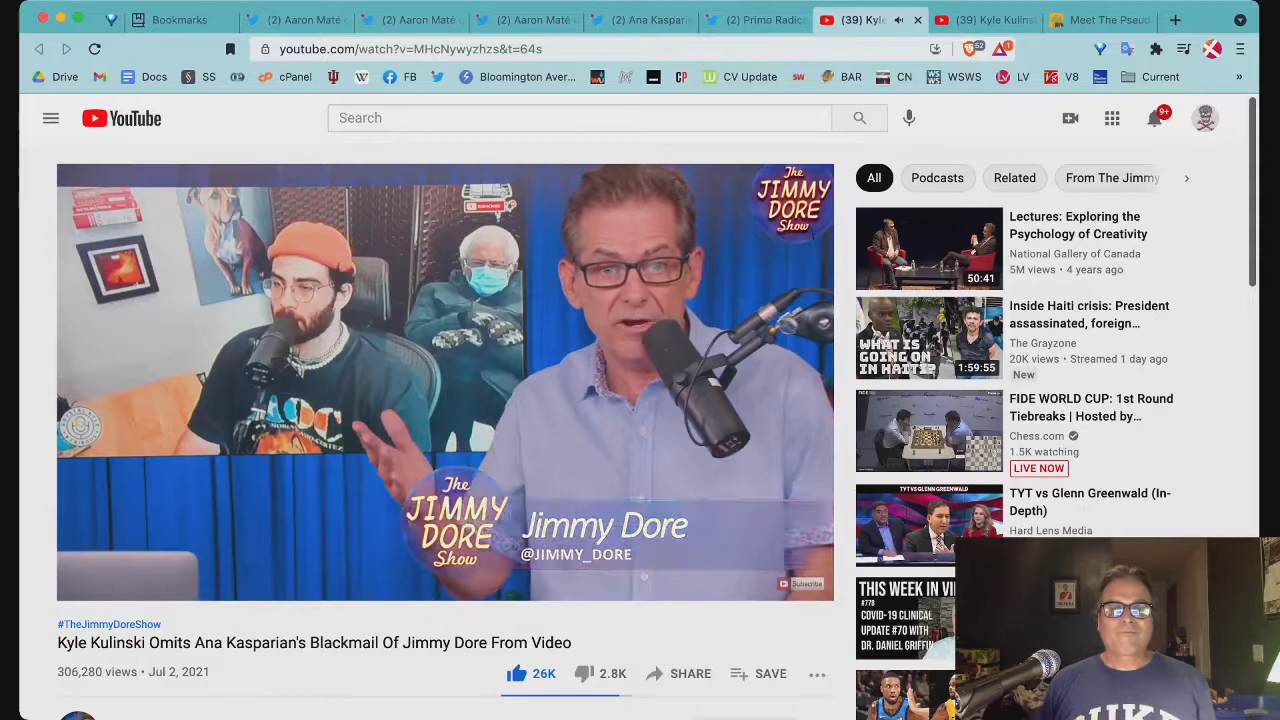 Bookmarks
(2) Aaron Maté
(2) Aaron Maté
(2) Aaron Maté
(2) Ana Kaspari
(2) Primo Radic
(39) Kyle
(39) Kyle Kulins
Meet The Pseud
youtube.com/watch?v=MHcNywyzhzs&t=64s
52
1
Drive
Docs
SS
cPanel
FB
Bloomington Aver...
CV Update
SW
BAR
CN
WSWS
LV
V8
Current
»
YouTube
Search
9+
The
JIMMY
DORE
Show
SUBSCRIBE
The
JIMMY
DORE
Show
Jimmy Dore
@JIMMY_DORE
Subscribe
All
Podcasts
Related
From The Jimmy
Lectures: Exploring the
Psychology of Creativity
National Gallery of Canada
5M views • 4 years ago
50:41
Inside Haiti crisis: President
assassinated, foreign...
The Grayzone
20K views • Streamed 1 day ago
New
WHAT IS
GOING ON
IN HAITI?
1:59:55
FIDE WORLD CUP: 1st Round
Tiebreaks | Hosted by...
Chess.com
1.5K watching
LIVE NOW
TYT VS GLENN GREENWALD
TYT vs Glenn Greenwald (In-
Depth)
Hard Lens Media
THIS WEEK IN VI
#778
COVID-19 CLINICAL
UPDATE #70 WITH
DR. DANIEL GRIFFIN
#TheJimmyDoreShow
Kyle Kulinski Omits Ana Kasparian's Blackmail Of Jimmy Dore From Video
306,280 views • Jul 2, 2021
26K
2.8K
SHARE
SAVE